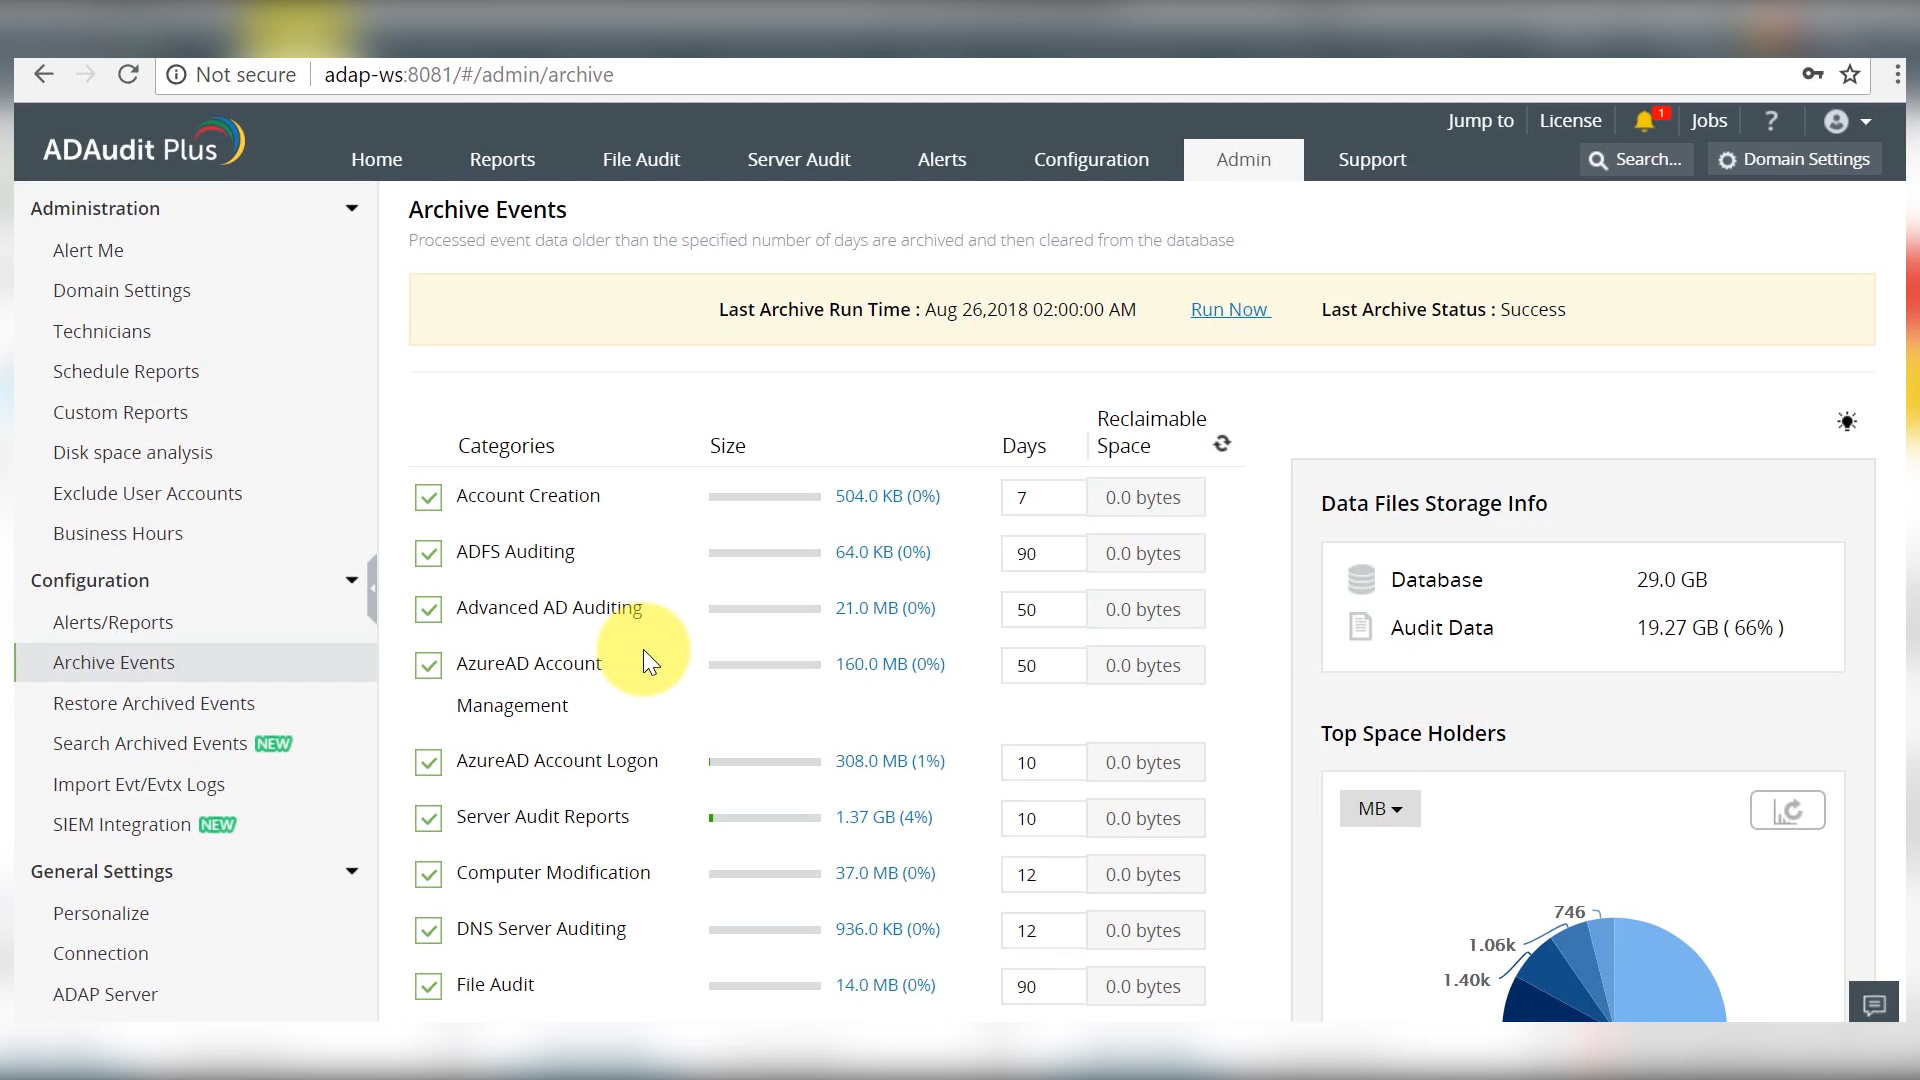 Not secure adap-ws:8081/#/admin/archive
ADAudit Plus
Jump to License 1 Jobs ?
Home Reports File Audit Server Audit Alerts Configuration Admin Support Search... Domain Settings
Administration
Alert Me
Domain Settings
Technicians
Schedule Reports
Custom Reports
Disk space analysis
Exclude User Accounts
Business Hours
Configuration
Alerts/Reports
Archive Events
Restore Archived Events
Search Archived Events NEW
Import Evt/Evtx Logs
SIEM Integration NEW
General Settings
Personalize
Connection
ADAP Server
Archive Events
Processed event data older than the specified number of days are archived and then cleared from the database
Last Archive Run Time : Aug 26,2018 02:00:00 AM Run Now Last Archive Status : Success
Categories Size Days Reclaimable Space
Account Creation 504.0 KB (0%) 7 0.0 bytes
ADFS Auditing 64.0 KB (0%) 90 0.0 bytes
Advanced AD Auditing 21.0 MB (0%) 50 0.0 bytes
AzureAD Account Management 160.0 MB (0%) 50 0.0 bytes
AzureAD Account Logon 308.0 MB (1%) 10 0.0 bytes
Server Audit Reports 1.37 GB (4%) 10 0.0 bytes
Computer Modification 37.0 MB (0%) 12 0.0 bytes
DNS Server Auditing 936.0 KB (0%) 12 0.0 bytes
File Audit 14.0 MB (0%) 90 0.0 bytes
Data Files Storage Info
Database 29.0 GB
Audit Data 19.27 GB ( 66% )
Top Space Holders
MB
746
1.06k
1.40k